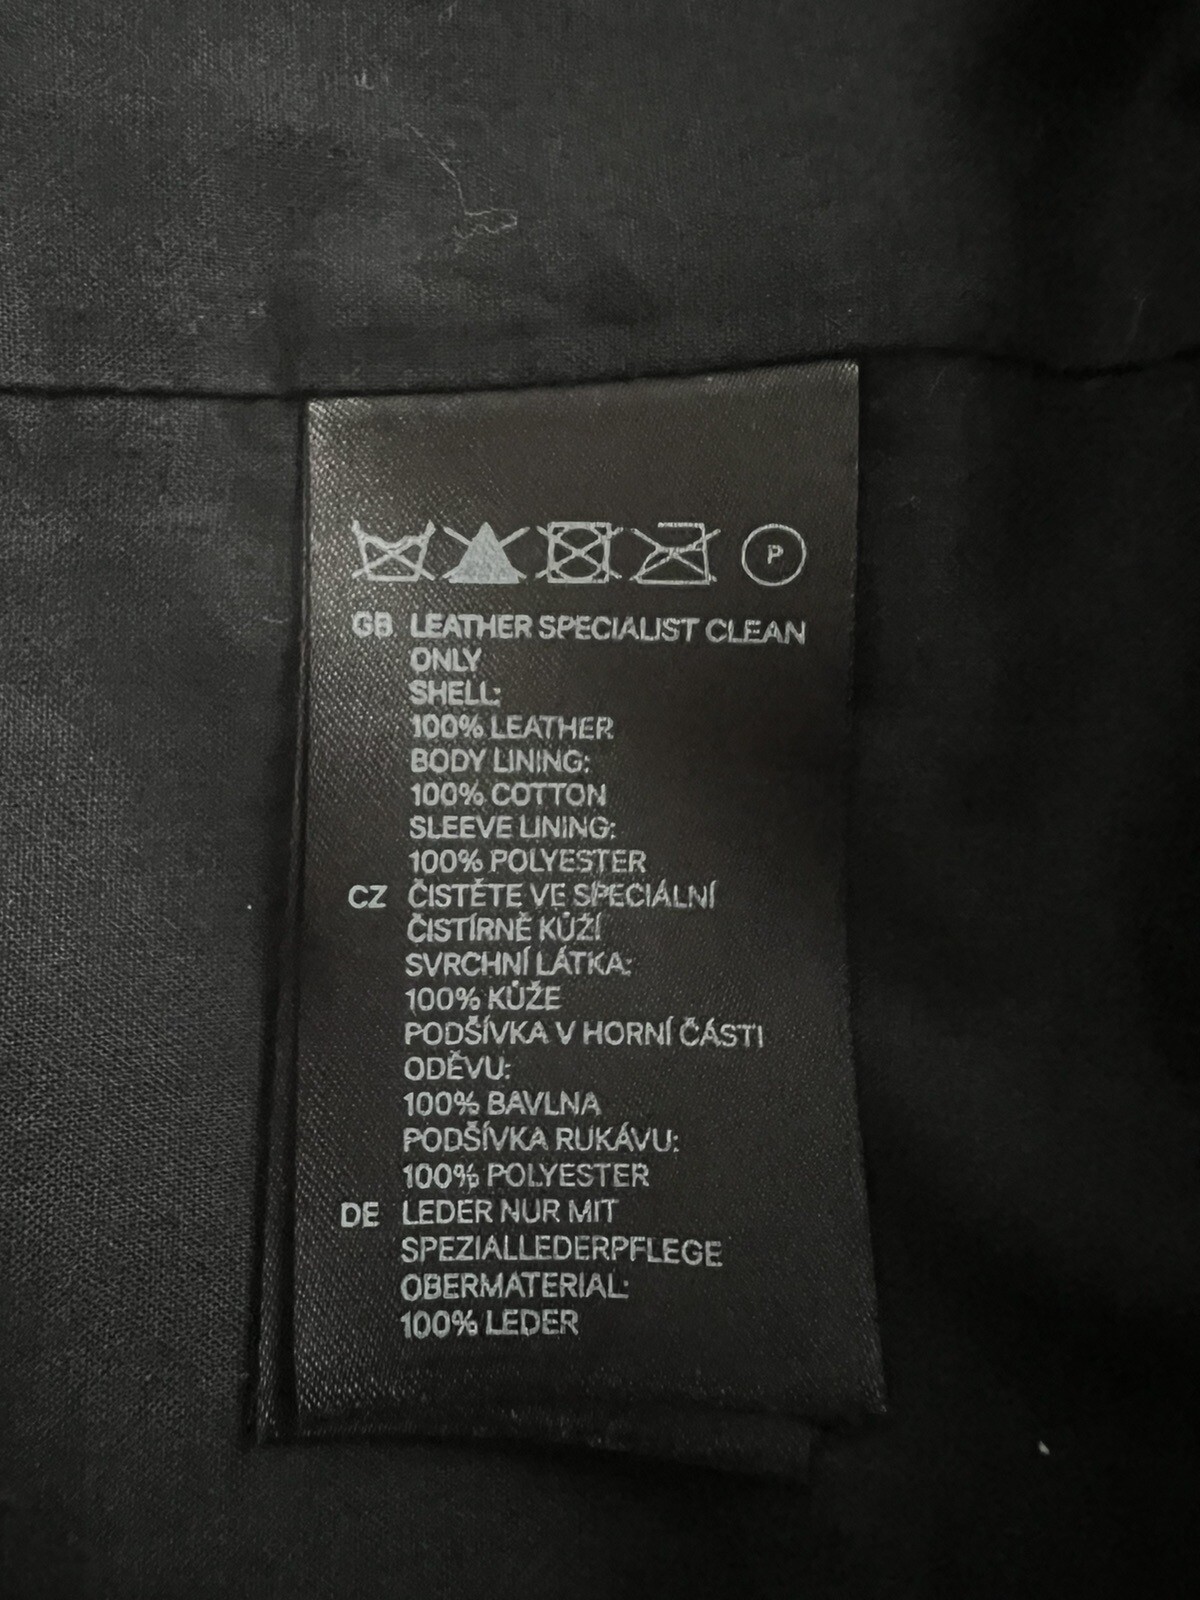 P
GB LEATHER SPECIALIST CLEAN
ONLY
SHELL:
100% LEATHER
BODY LINING:
100% COTTON
SLEEVE LINING:
100% POLYESTER
CZ ČISTĚTE VE SPECIÁLNÍ
ČISTÍRNĚ KŮŽÍ
SVRCHNÍ LÁTKA:
100% KŮŽE
PODŠÍVKA V HORNÍ ČÁSTI
ODĚVU:
100% BAVLNA
PODŠÍVKA RUKÁVU:
100% POLYESTER
DE LEDER NUR MIT
SPEZIALLEDERPFLEGE
OBERMATERIAL:
100% LEDER